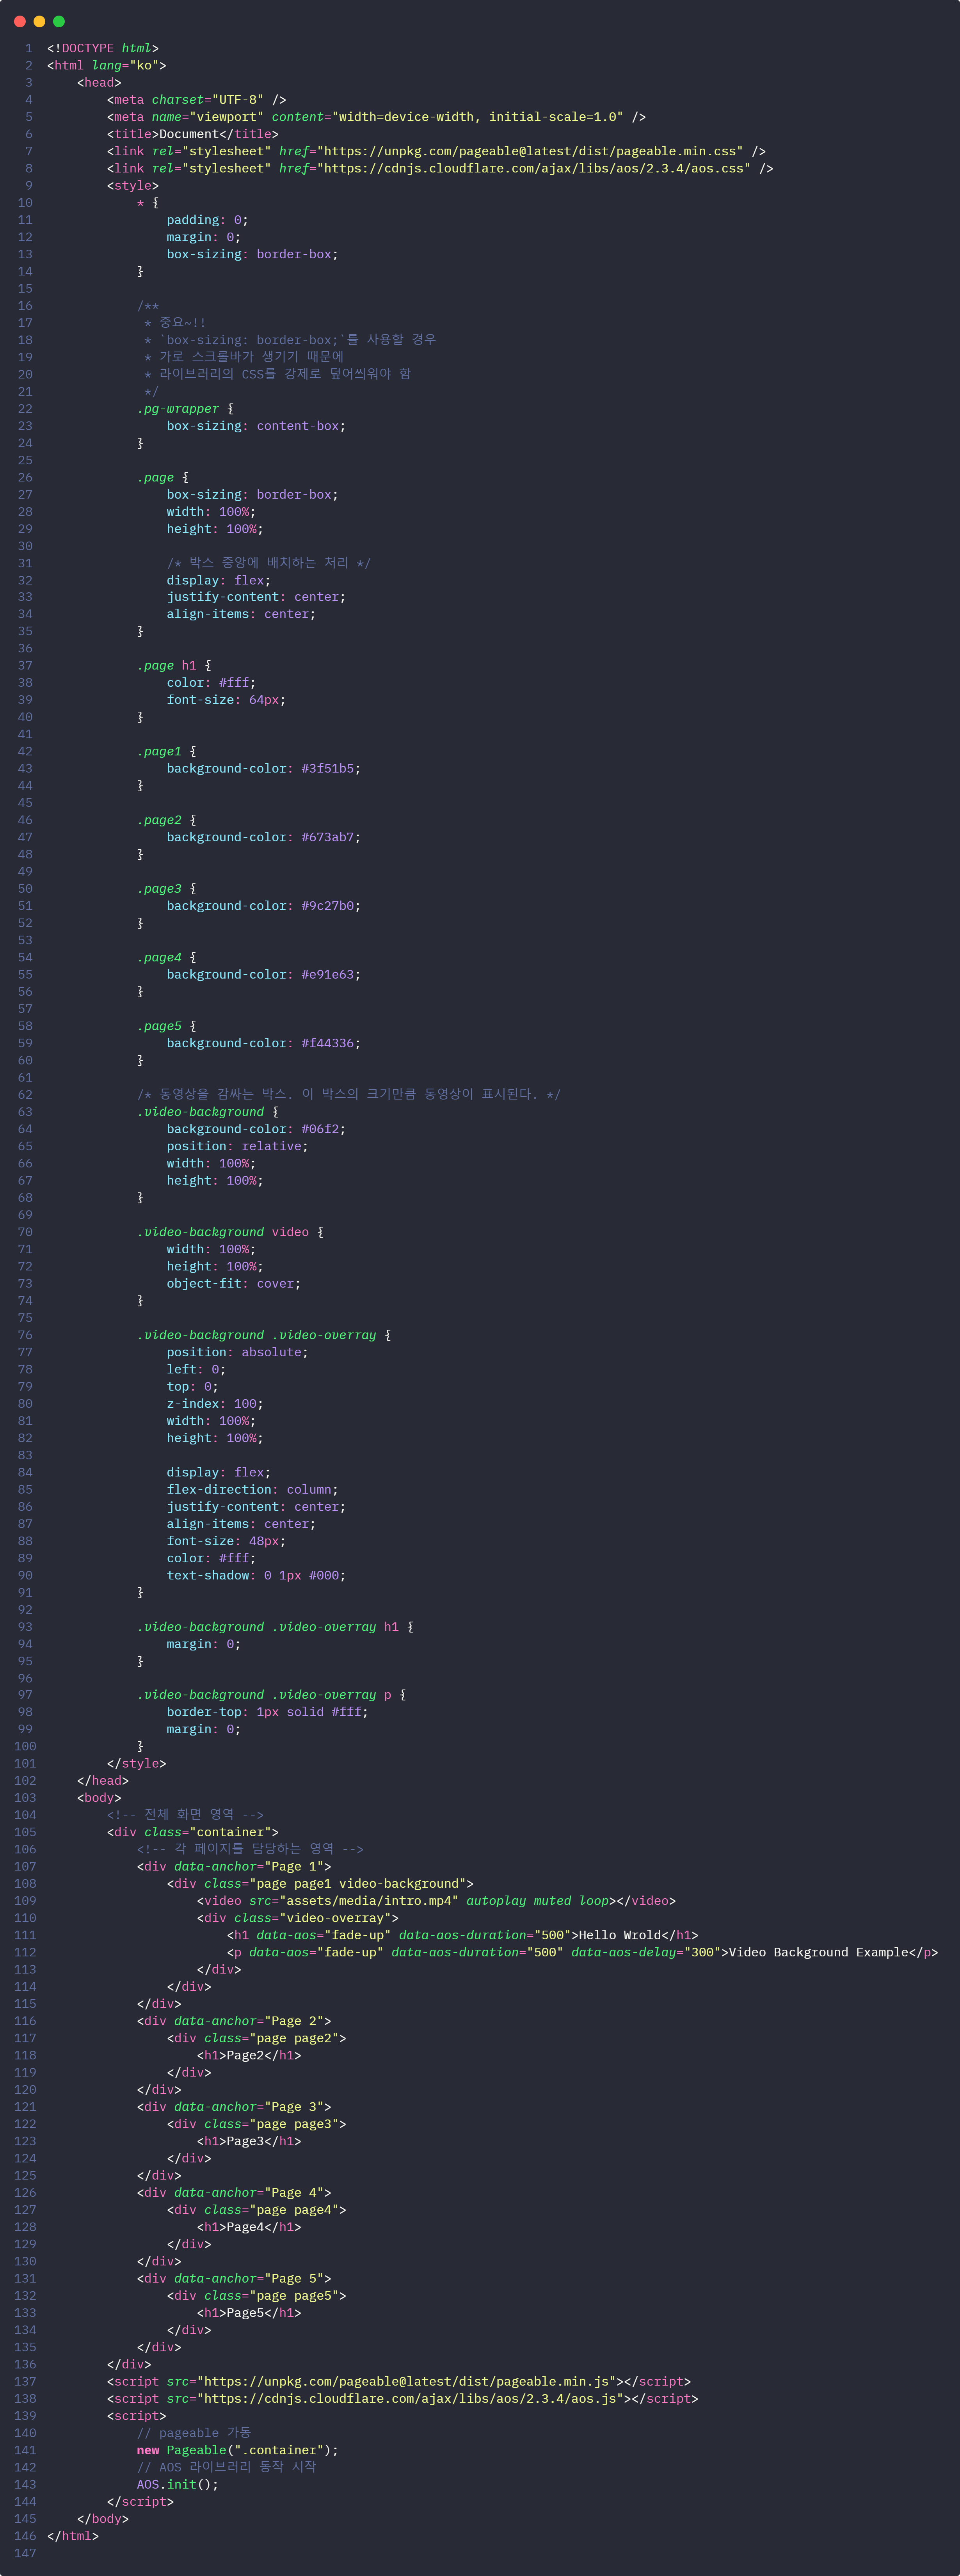 1 <!DOCTYPE html>
2 <html lang="ko">
3     <head>
4         <meta charset="UTF-8" />
5         <meta name="viewport" content="width=device-width, initial-scale=1.0" />
6         <title>Document</title>
7         <link rel="stylesheet" href="https://unpkg.com/pageable@latest/dist/pageable.min.css" />
8         <link rel="stylesheet" href="https://cdnjs.cloudflare.com/ajax/libs/aos/2.3.4/aos.css" />
9         <style>
10             * {
11                 padding: 0;
12                 margin: 0;
13                 box-sizing: border-box;
14             }
15
16             /**
17              * 중요~!!
18              * `box-sizing: border-box;`를 사용할 경우
19              * 가로 스크롤바가 생기기 때문에
20              * 라이브러리의 CSS를 강제로 덮어씌워야 함
21              */
22             .pg-wrapper {
23                 box-sizing: content-box;
24             }
25
26             .page {
27                 box-sizing: border-box;
28                 width: 100%;
29                 height: 100%;
30
31                 /* 박스 중앙에 배치하는 처리 */
32                 display: flex;
33                 justify-content: center;
34                 align-items: center;
35             }
36
37             .page h1 {
38                 color: #fff;
39                 font-size: 64px;
40             }
41
42             .page1 {
43                 background-color: #3f51b5;
44             }
45
46             .page2 {
47                 background-color: #673ab7;
48             }
49
50             .page3 {
51                 background-color: #9c27b0;
52             }
53
54             .page4 {
55                 background-color: #e91e63;
56             }
57
58             .page5 {
59                 background-color: #f44336;
60             }
61
62             /* 동영상을 감싸는 박스. 이 박스의 크기만큼 동영상이 표시된다. */
63             .video-background {
64                 background-color: #06f2;
65                 position: relative;
66                 width: 100%;
67                 height: 100%;
68             }
69
70             .video-background video {
71                 width: 100%;
72                 height: 100%;
73                 object-fit: cover;
74             }
75
76             .video-background .video-overray {
77                 position: absolute;
78                 left: 0;
79                 top: 0;
80                 z-index: 100;
81                 width: 100%;
82                 height: 100%;
83
84                 display: flex;
85                 flex-direction: column;
86                 justify-content: center;
87                 align-items: center;
88                 font-size: 48px;
89                 color: #fff;
90                 text-shadow: 0 1px #000;
91             }
92
93             .video-background .video-overray h1 {
94                 margin: 0;
95             }
96
97             .video-background .video-overray p {
98                 border-top: 1px solid #fff;
99                 margin: 0;
100             }
101         </style>
102     </head>
103     <body>
104         <!-- 전체 화면 영역 -->
105         <div class="container">
106             <!-- 각 페이지를 담당하는 영역 -->
107             <div data-anchor="Page 1">
108                 <div class="page page1 video-background">
109                     <video src="assets/media/intro.mp4" autoplay muted loop></video>
110                     <div class="video-overray">
111                         <h1 data-aos="fade-up" data-aos-duration="500">Hello Wrold</h1>
112                         <p data-aos="fade-up" data-aos-duration="500" data-aos-delay="300">Video Background Example</p>
113                     </div>
114                 </div>
115             </div>
116             <div data-anchor="Page 2">
117                 <div class="page page2">
118                     <h1>Page2</h1>
119                 </div>
120             </div>
121             <div data-anchor="Page 3">
122                 <div class="page page3">
123                     <h1>Page3</h1>
124                 </div>
125             </div>
126             <div data-anchor="Page 4">
127                 <div class="page page4">
128                     <h1>Page4</h1>
129                 </div>
130             </div>
131             <div data-anchor="Page 5">
132                 <div class="page page5">
133                     <h1>Page5</h1>
134                 </div>
135             </div>
136         </div>
137         <script src="https://unpkg.com/pageable@latest/dist/pageable.min.js"></script>
138         <script src="https://cdnjs.cloudflare.com/ajax/libs/aos/2.3.4/aos.js"></script>
139         <script>
140             // pageable 가동
141             new Pageable(".container");
142             // AOS 라이브러리 동작 시작
143             AOS.init();
144         </script>
145     </body>
146 </html>
147